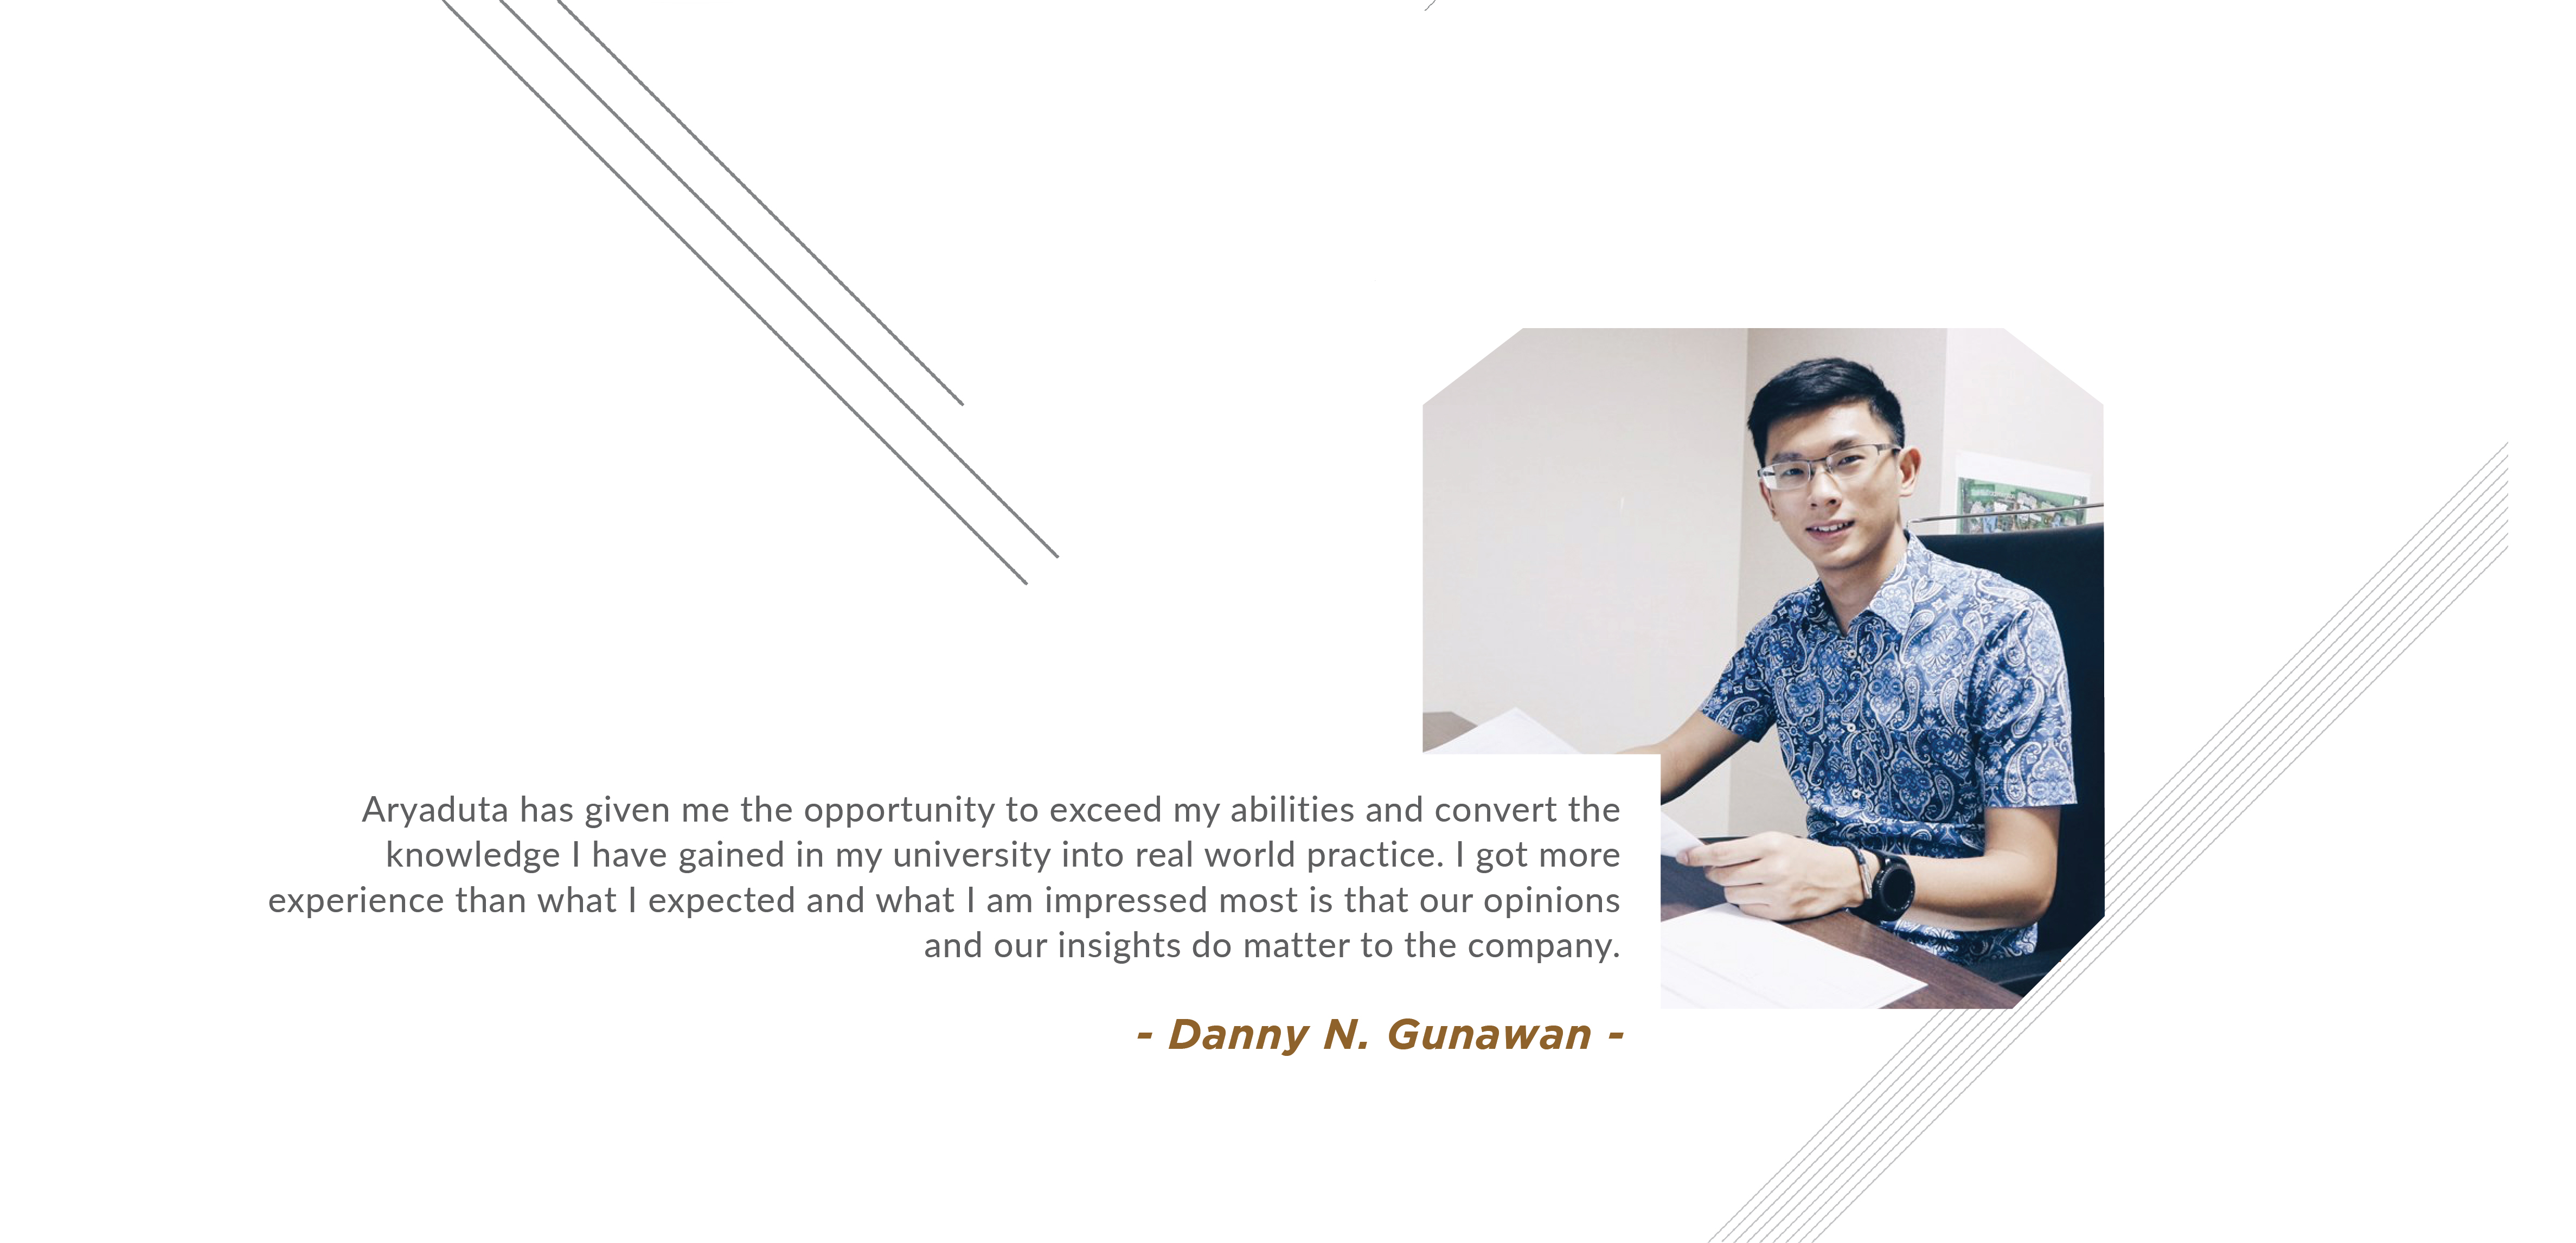 Aryaduta has given me the opportunity to exceed my abilities and convert the
knowledge I have gained in my university into real world practice. I got more
experience than what I expected and what I am impressed most is that our opinions
and our insights do matter to the company.
- Danny N. Gunawan -